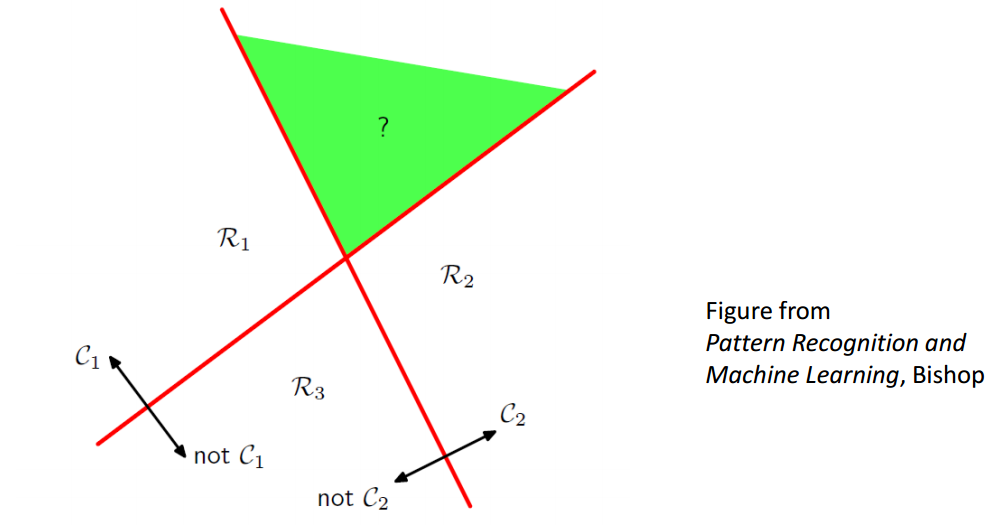 ?
R₁
R₂
C₁
R₃
not C₁
C₂
not C₂
Figure from
Pattern Recognition and
Machine Learning, Bishop